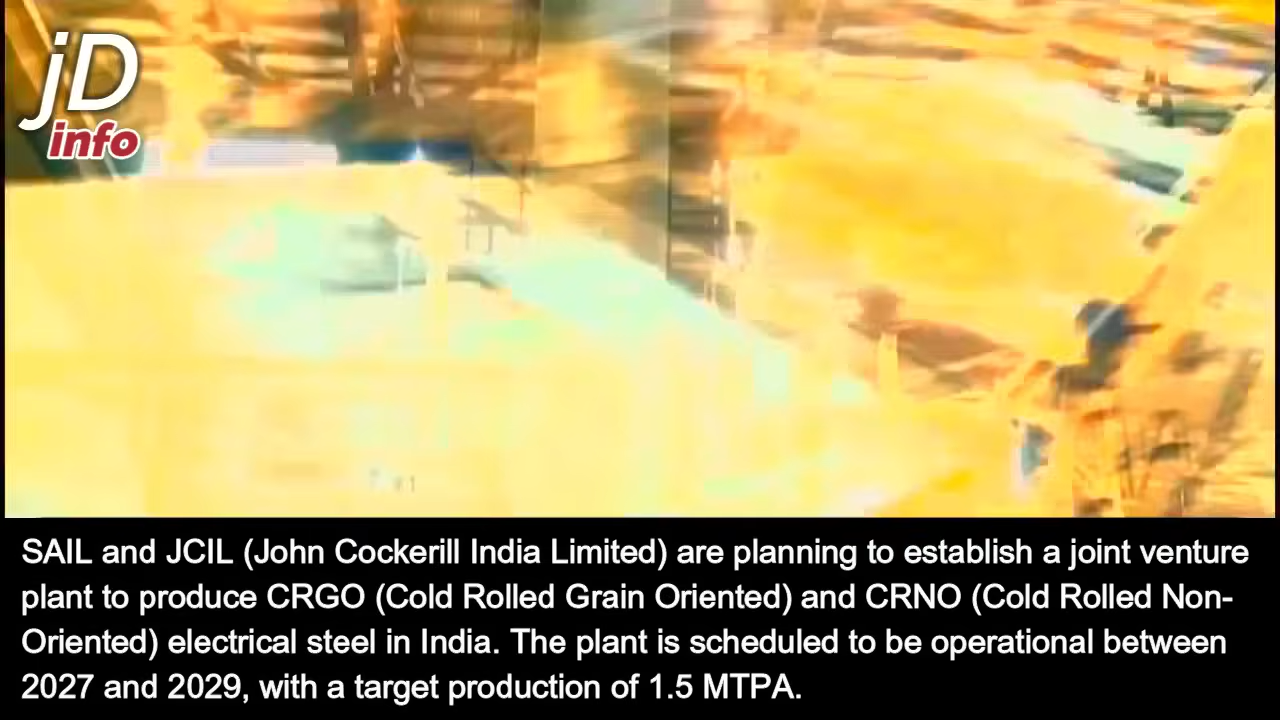 jD
info
SAIL and JCIL (John Cockerill India Limited) are planning to establish a joint venture
plant to produce CRGO (Cold Rolled Grain Oriented) and CRNO (Cold Rolled Non-
Oriented) electrical steel in India. The plant is scheduled to be operational between
2027 and 2029, with a target production of 1.5 MTPA.